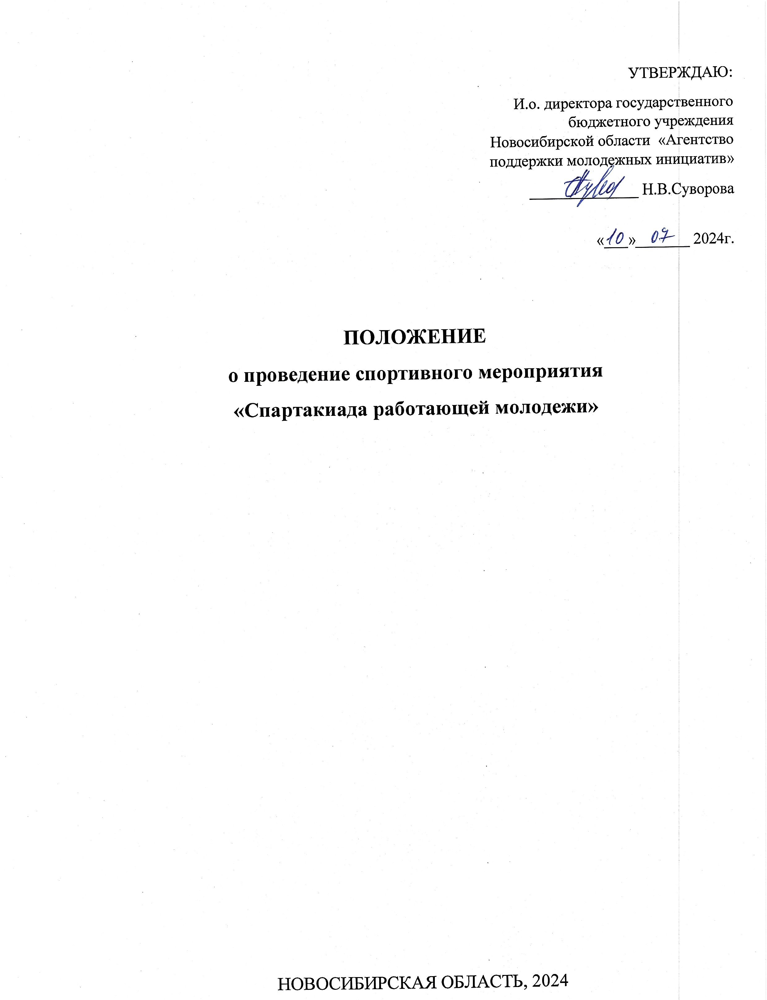 УТВЕРЖДАЮ:
И.о. директора государственного
бюджетного учреждения
Новосибирской области «Агентство
поддержки молодежных инициатив»
Н.В.Суворова
«10» 07 2024г.
ПОЛОЖЕНИЕ
о проведение спортивного мероприятия
«Спартакиада работающей молодежи»
НОВОСИБИРСКАЯ ОБЛАСТЬ, 2024